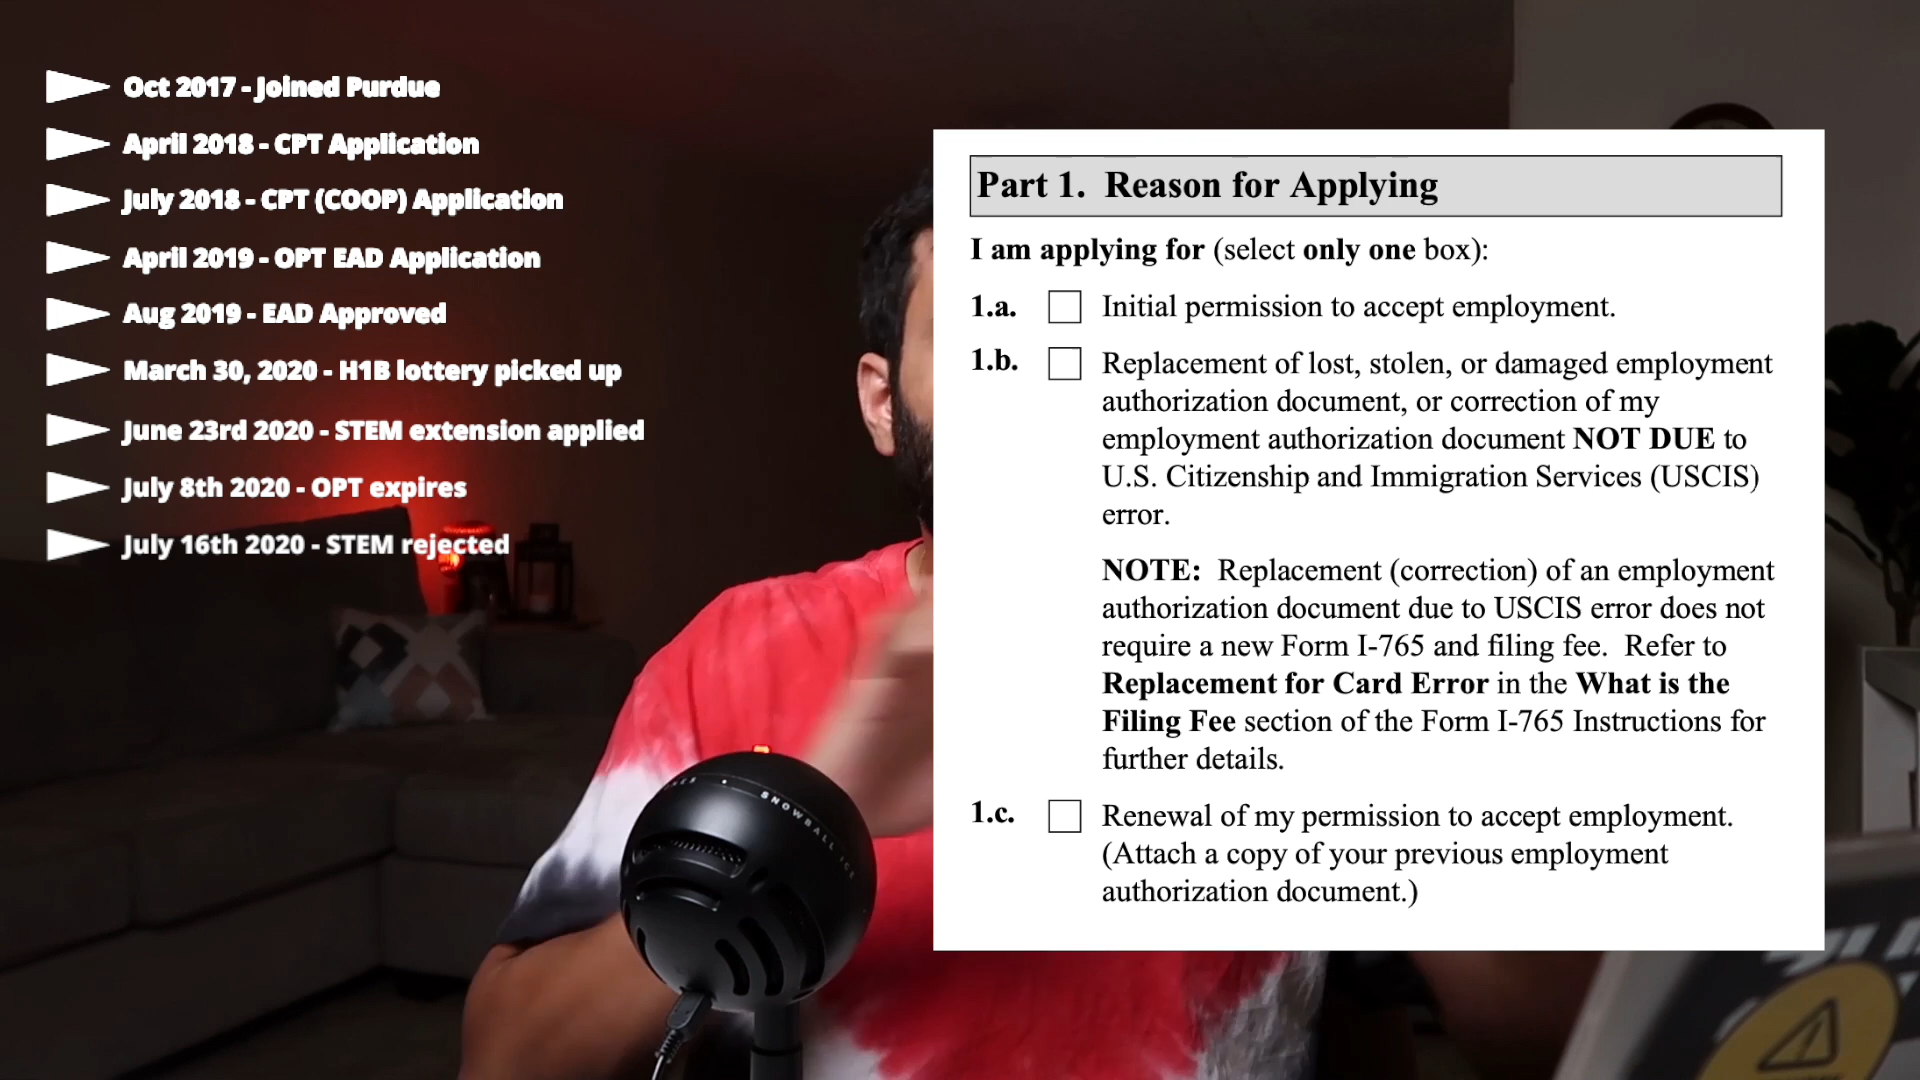 Oct 2017 - Joined Purdue
April 2018 - CPT Application
July 2018 - CPT (COOP) Application
April 2019 - OPT EAD Application
Aug 2019 - EAD Approved
March 30, 2020 - H1B lottery picked up
June 23rd 2020 - STEM extension applied
July 8th 2020 - OPT expires
July 16th 2020 - STEM rejected
Part 1. Reason for Applying
I am applying for (select only one box):
1.a. Initial permission to accept employment.
1.b. Replacement of lost, stolen, or damaged employment
authorization document, or correction of my
employment authorization document NOT DUE to
U.S. Citizenship and Immigration Services (USCIS)
error.
NOTE: Replacement (correction) of an employment
authorization document due to USCIS error does not
require a new Form I-765 and filing fee. Refer to
Replacement for Card Error in the What is the
Filing Fee section of the Form I-765 Instructions for
further details.
1.c. Renewal of my permission to accept employment.
(Attach a copy of your previous employment
authorization document.)
SNOWBALL ICE